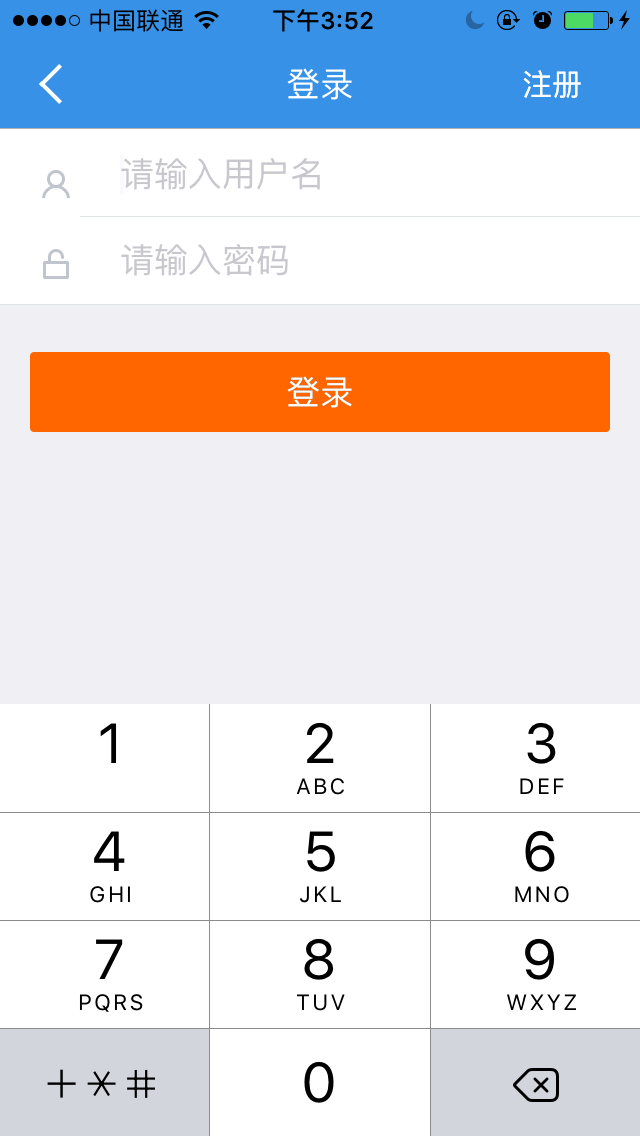 中国联通 下午3:52
登录 注册
请输入用户名
请输入密码
登录
1 2 3
ABC DEF
4 5 6
GHI JKL MNO
7 8 9
PQRS TUV WXYZ
+*# 0